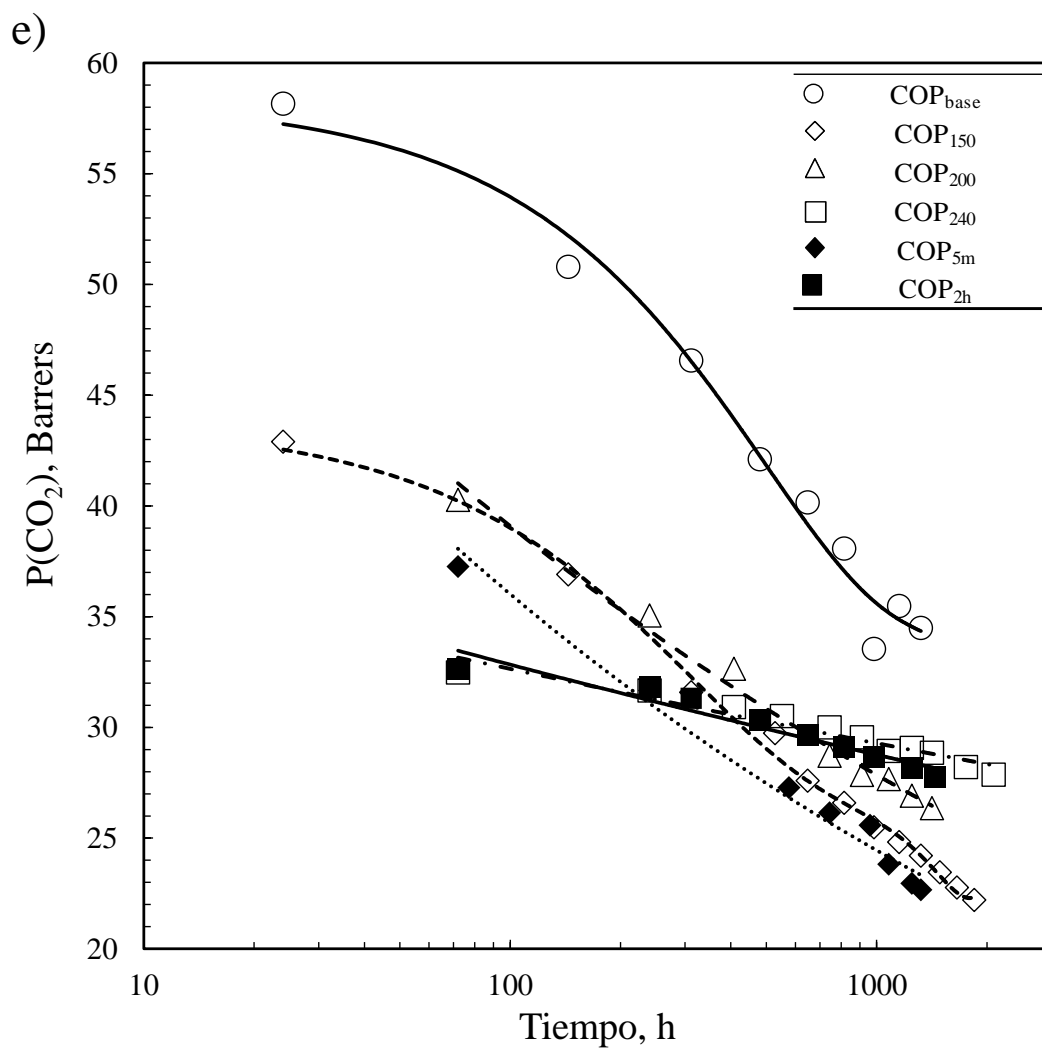 e)
60
55
50
45
40
35
30
25
20
10
100
1000
P(CO₂), Barrers
Tiempo, h
COP_base
COP₁₅₀
COP₂₀₀
COP₂₄₀
COP₅ₘ
COP₂ₕ